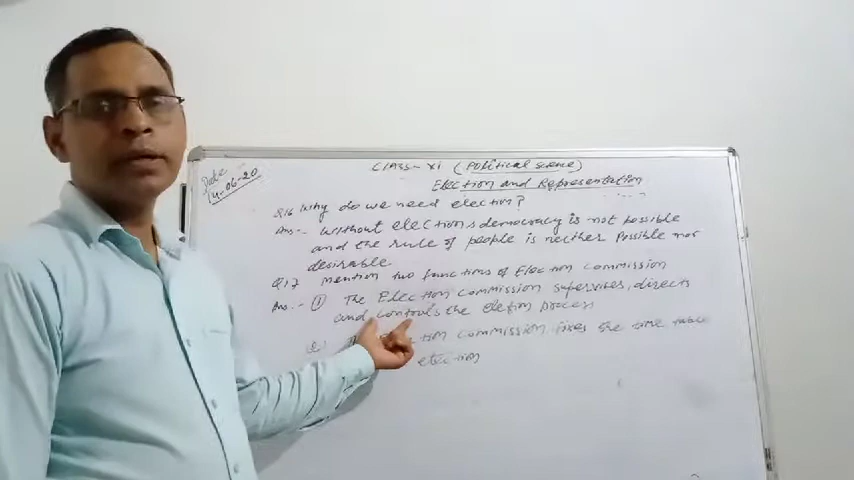 Date
14-06-20
CLASS-XI (Political science)
Election and Representation
Q.16 Why do we need election?
Ans:- Without elections democracy is not possible
and the rule of people is neither possible nor
desirable.
Q.17 mention two functions of Election Commission
Ans:- (1) The Election Commission supervises, directs
and controls the election process
commission fixes the time table
election